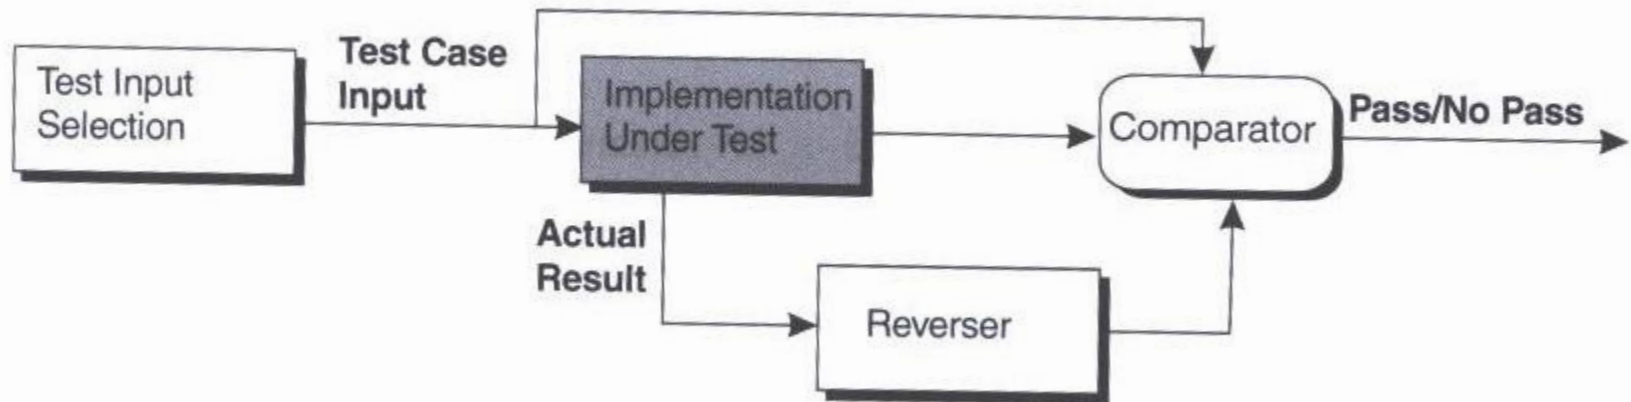 Test Input
Selection
Test Case
Input
Implementation
Under Test
Comparator
Pass/No Pass
Actual
Result
Reverser